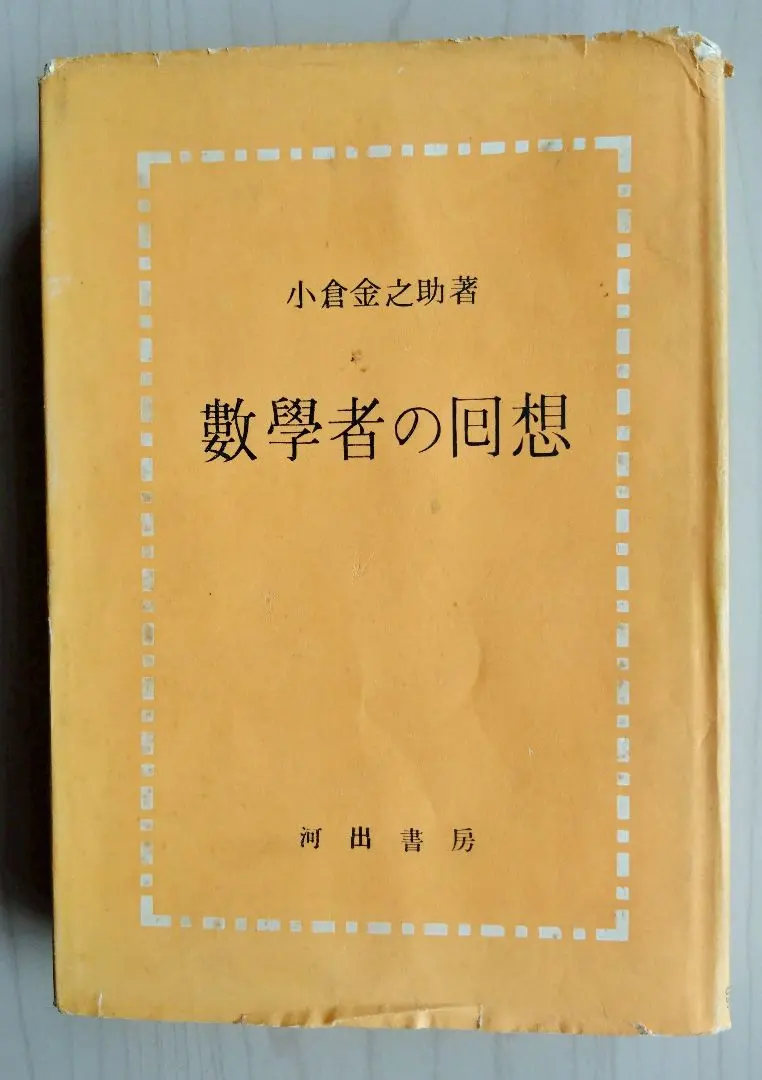 小倉金之助著
數學者の回想
河出書房